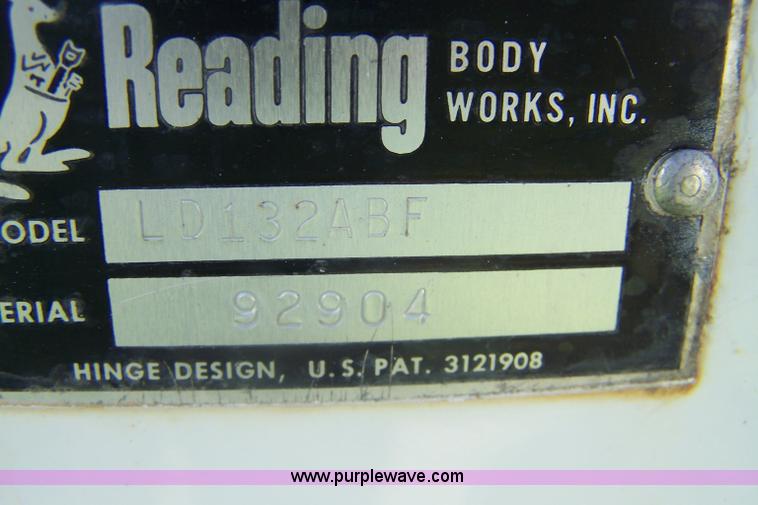 Reading BODY
WORKS, INC.
ODEL LD132ABF
ERIAL 92904
HINGE DESIGN, U.S. PAT. 3121908
www.purplewave.com